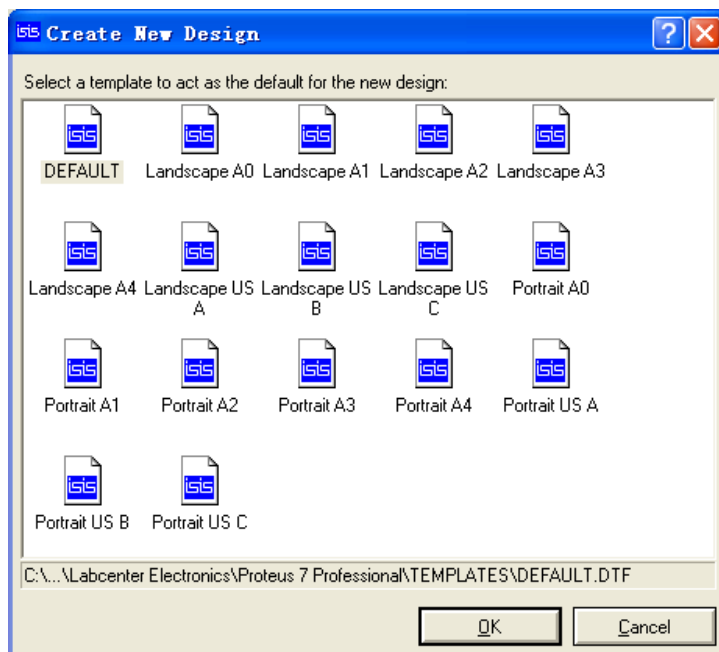 isis Create New Design
Select a template to act as the default for the new design:
isis isis isis isis isis
DEFAULT Landscape A0 Landscape A1 Landscape A2 Landscape A3
isis isis isis isis isis
Landscape A4 Landscape US A Landscape US B Landscape US C Portrait A0
isis isis isis isis isis
Portrait A1 Portrait A2 Portrait A3 Portrait A4 Portrait US A
isis isis
Portrait US B Portrait US C
C:\...\Labcenter Electronics\Proteus 7 Professional\TEMPLATES\DEFAULT.DTF
OK Cancel